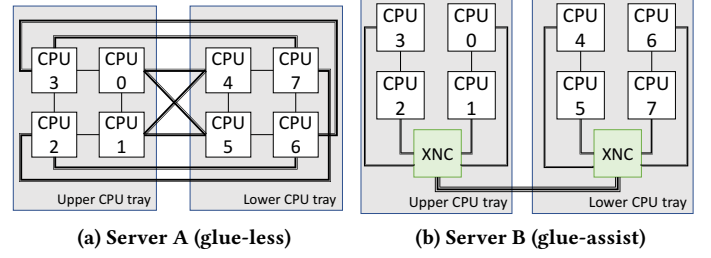 CPU 3
CPU 0
CPU 4
CPU 7
CPU 2
CPU 1
CPU 5
CPU 6
Upper CPU tray
Lower CPU tray
(a) Server A (glue-less)
CPU 3
CPU 0
CPU 4
CPU 6
CPU 2
CPU 1
CPU 5
CPU 7
XNC
XNC
Upper CPU tray
Lower CPU tray
(b) Server B (glue-assist)